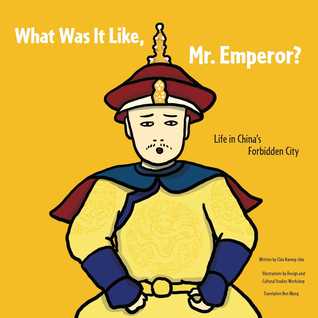 What Was It Like,
Mr. Emperor?
Life in China's
Forbidden City
Written by Chiu Kwong-chiu
Illustrations by Design and
Cultural Studies Workshop
Translation Ben Wang